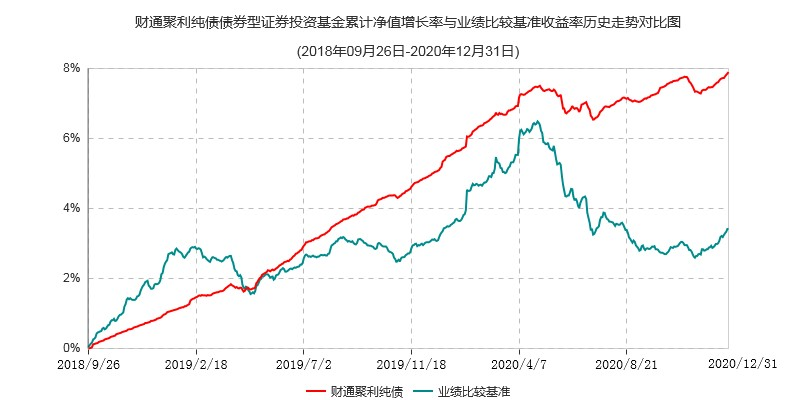 财通聚利纯债债券型证券投资基金累计净值增长率与业绩比较基准收益率历史走势对比图
(2018年09月26日-2020年12月31日)
8%
6%
4%
2%
0%
2018/9/26 2019/2/18 2019/7/2 2019/11/18 2020/4/7 2020/8/21 2020/12/31
财通聚利纯债 业绩比较基准